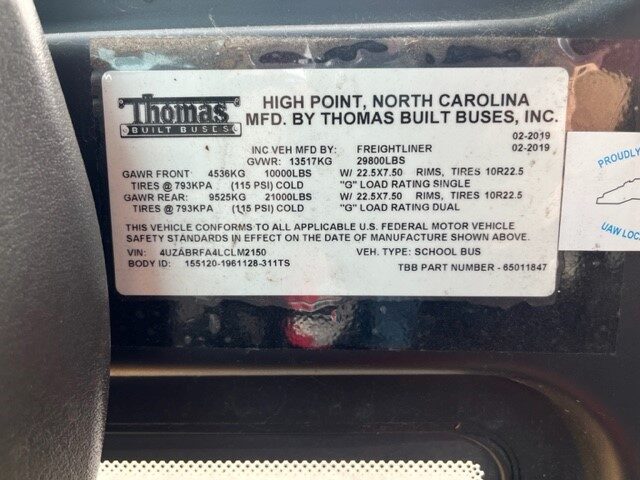 Thomas
BUILT BUSES
HIGH POINT, NORTH CAROLINA
MFD. BY THOMAS BUILT BUSES, INC.
02-2019
INC VEH MFD BY: FREIGHTLINER 02-2019
GVWR: 13517KG 29800LBS
GAWR FRONT 4536KG 10000LBS W/ 22.5X7.50 RIMS, TIRES 10R22.5
TIRES @ 793KPA (115 PSI) COLD "G" LOAD RATING SINGLE
GAWR REAR: 9525KG 21000LBS W/ 22.5X7.50 RIMS, TIRES 10R22.5
TIRES @ 793KPA (115 PSI) COLD "G" LOAD RATING DUAL
THIS VEHICLE CONFORMS TO ALL APPLICABLE U.S. FEDERAL MOTOR VEHICLE
SAFETY STANDARDS IN EFFECT ON THE DATE OF MANUFACTURE SHOWN ABOVE.
VIN: 4UZABRFA4LCLM2150 VEH. TYPE: SCHOOL BUS
BODY ID: 155120-1961128-311TS TBB PART NUMBER - 65011847
PROUDLY
UAW LOC